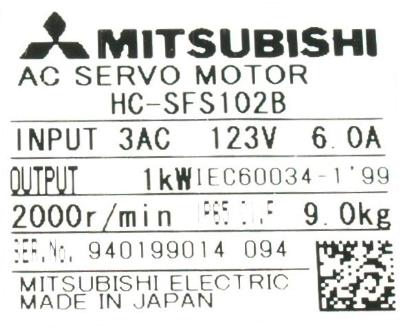 MITSUBISHI
AC SERVO MOTOR
HC-SFS102B
INPUT 3AC 123V 6.0A
OUTPUT 1kW IEC60034-1'99
2000r/min IP65 9.0kg
SER.No. 940199014 094
MITSUBISHI ELECTRIC
MADE IN JAPAN